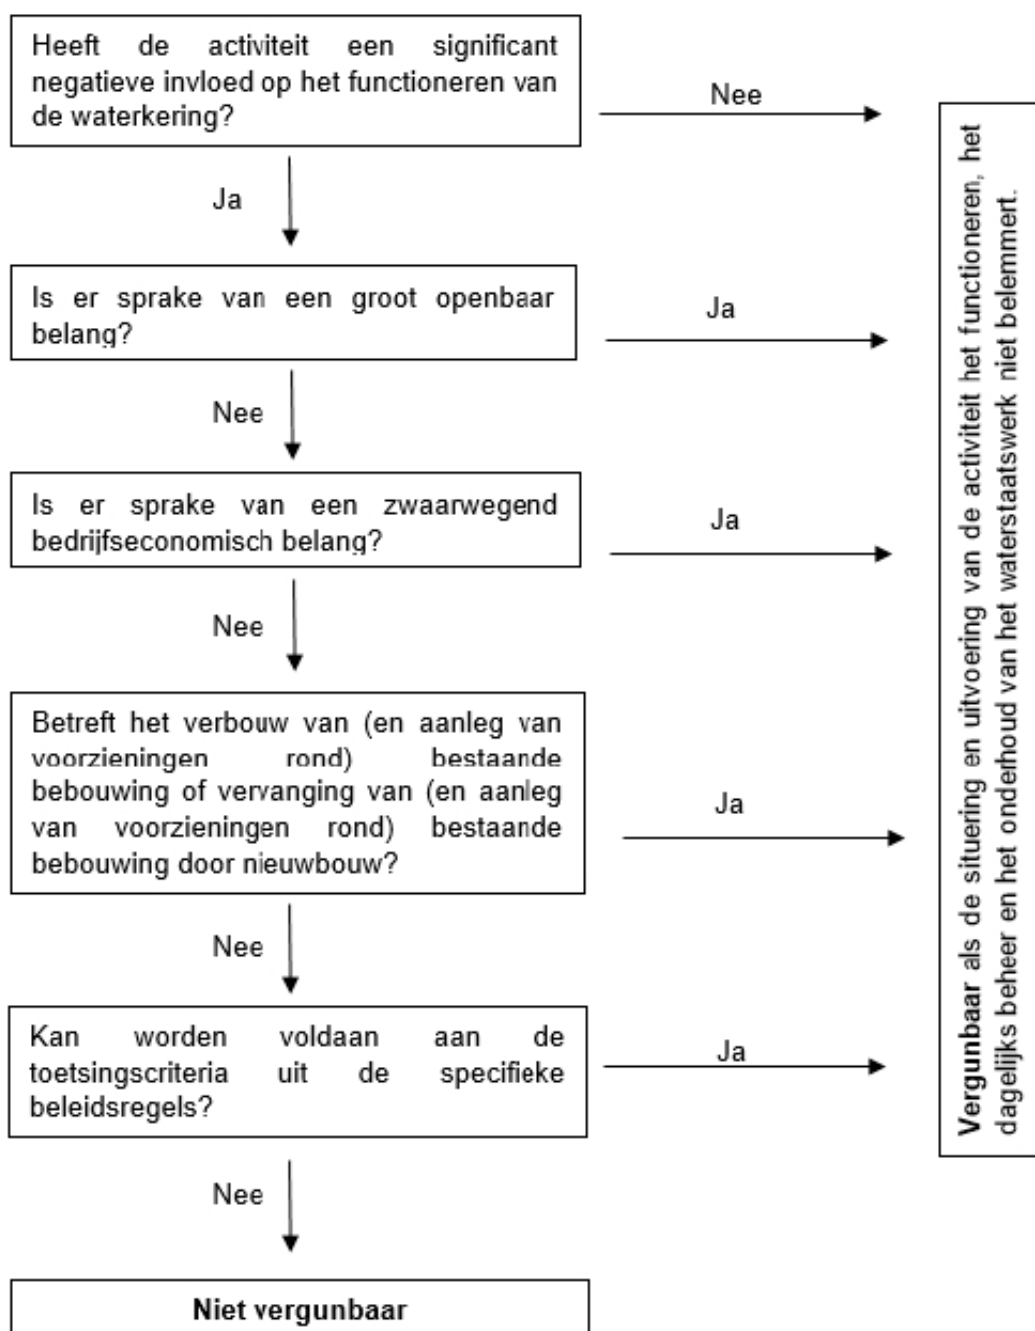 Heeft de activiteit een significant
negatieve invloed op het functioneren van
de waterkering?
Nee
Ja
Is er sprake van een groot openbaar
belang?
Ja
Nee
Is er sprake van een zwaarwegend
bedrijfseconomisch belang?
Ja
Nee
Betreft het verbouw van (en aanleg van
voorzieningen rond) bestaande
bebouwing of vervanging van (en aanleg
van voorzieningen rond) bestaande
bebouwing door nieuwbouw?
Ja
Nee
Kan worden voldaan aan de
toetsingscriteria uit de specifieke
beleidsregels?
Ja
Nee
Niet vergunbaar
Vergunbaar als de situering en uitvoering van de activiteit het functioneren, het
dagelijks beheer en het onderhoud van het waterstaatswerk niet belemmert.